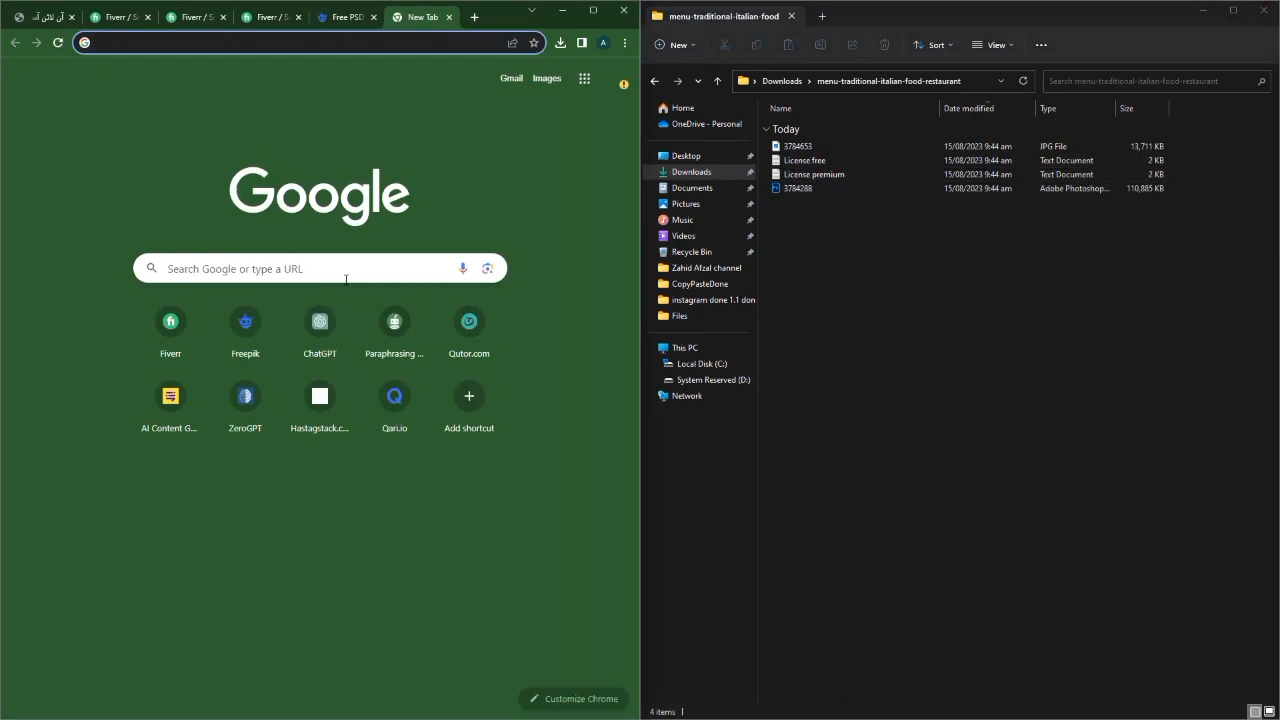 آن لائن آ
Fiverr / S
Fiverr / S
Fiverr / S
Free PSD
New Tab
A
Gmail
Images
Google
Search Google or type a URL
Fiverr
Freepik
ChatGPT
Paraphrasing ...
Qutor.com
AI Content G...
ZeroGPT
Hastagstack.c...
Qari.io
Add shortcut
Customize Chrome
menu-traditional-italian-food
New
Sort
View
Downloads
menu-traditional-italian-food-restaurant
Search menu-traditional-italian-food-restaurant
Home
OneDrive - Personal
Desktop
Downloads
Documents
Pictures
Music
Videos
Recycle Bin
Zahid Afzal channel
CopyPasteDone
instagram done 1.1 don
Files
This PC
Local Disk (C:)
System Reserved (D:)
Network
Name Date modified Type Size
Today
3784653 15/08/2023 9:44 am JPG File 13,711 KB
License free 15/08/2023 9:44 am Text Document 2 KB
License premium 15/08/2023 9:44 am Text Document 2 KB
3784288 15/08/2023 9:44 am Adobe Photoshop... 110,885 KB
4 items